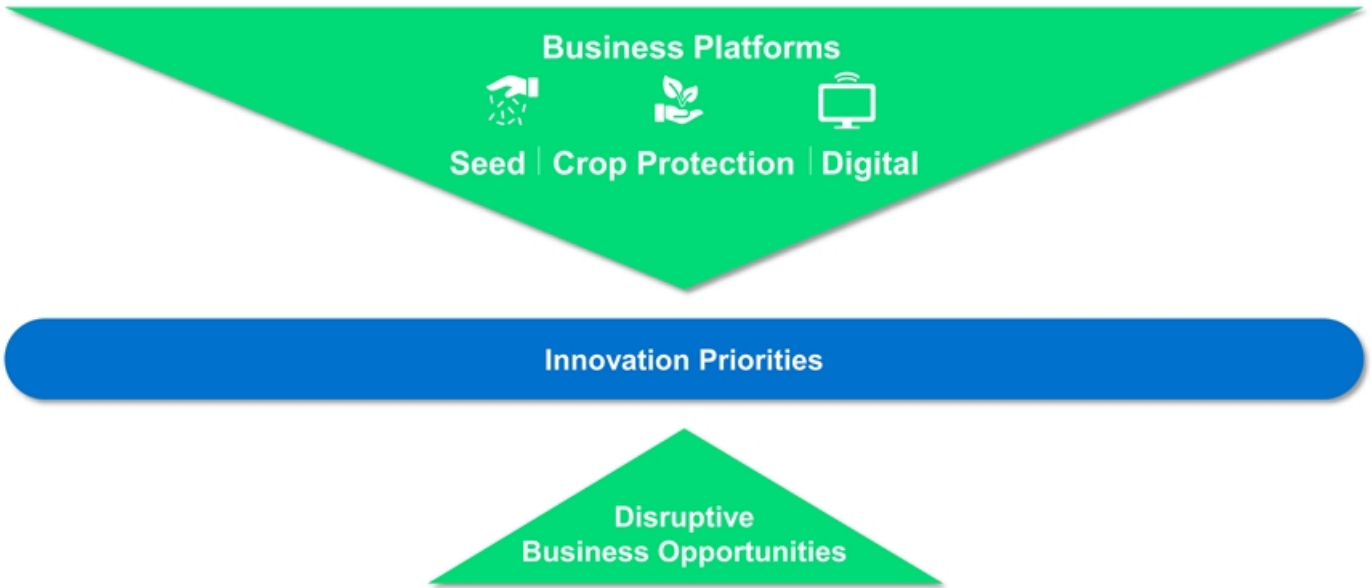 Business Platforms
Seed | Crop Protection | Digital
Innovation Priorities
Disruptive
Business Opportunities